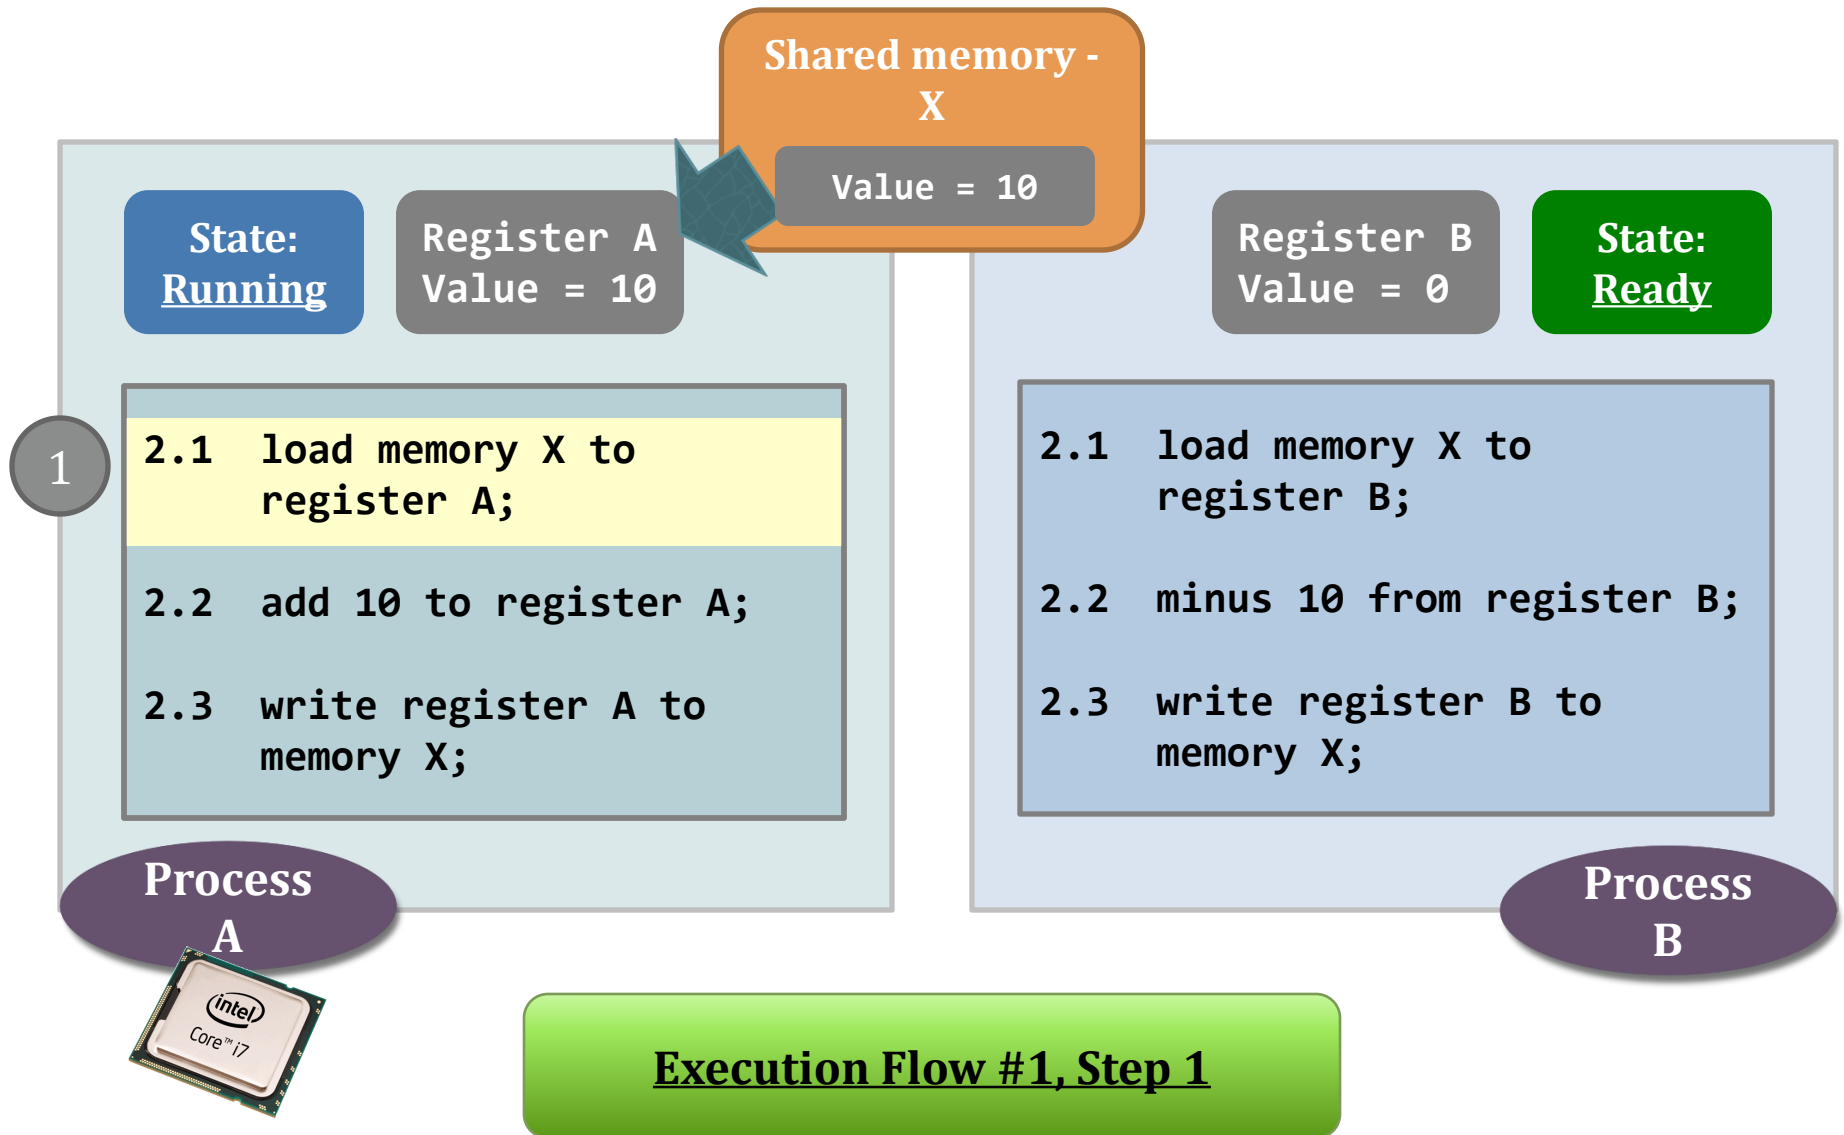 Shared memory -
X
Value = 10
State:
Running
Register A
Value = 10
Register B
Value = 0
State:
Ready
1
2.1 load memory X to
register A;
2.2 add 10 to register A;
2.3 write register A to
memory X;
2.1 load memory X to
register B;
2.2 minus 10 from register B;
2.3 write register B to
memory X;
Process
A
Process
B
intel
Core™ i7
Execution Flow #1, Step 1